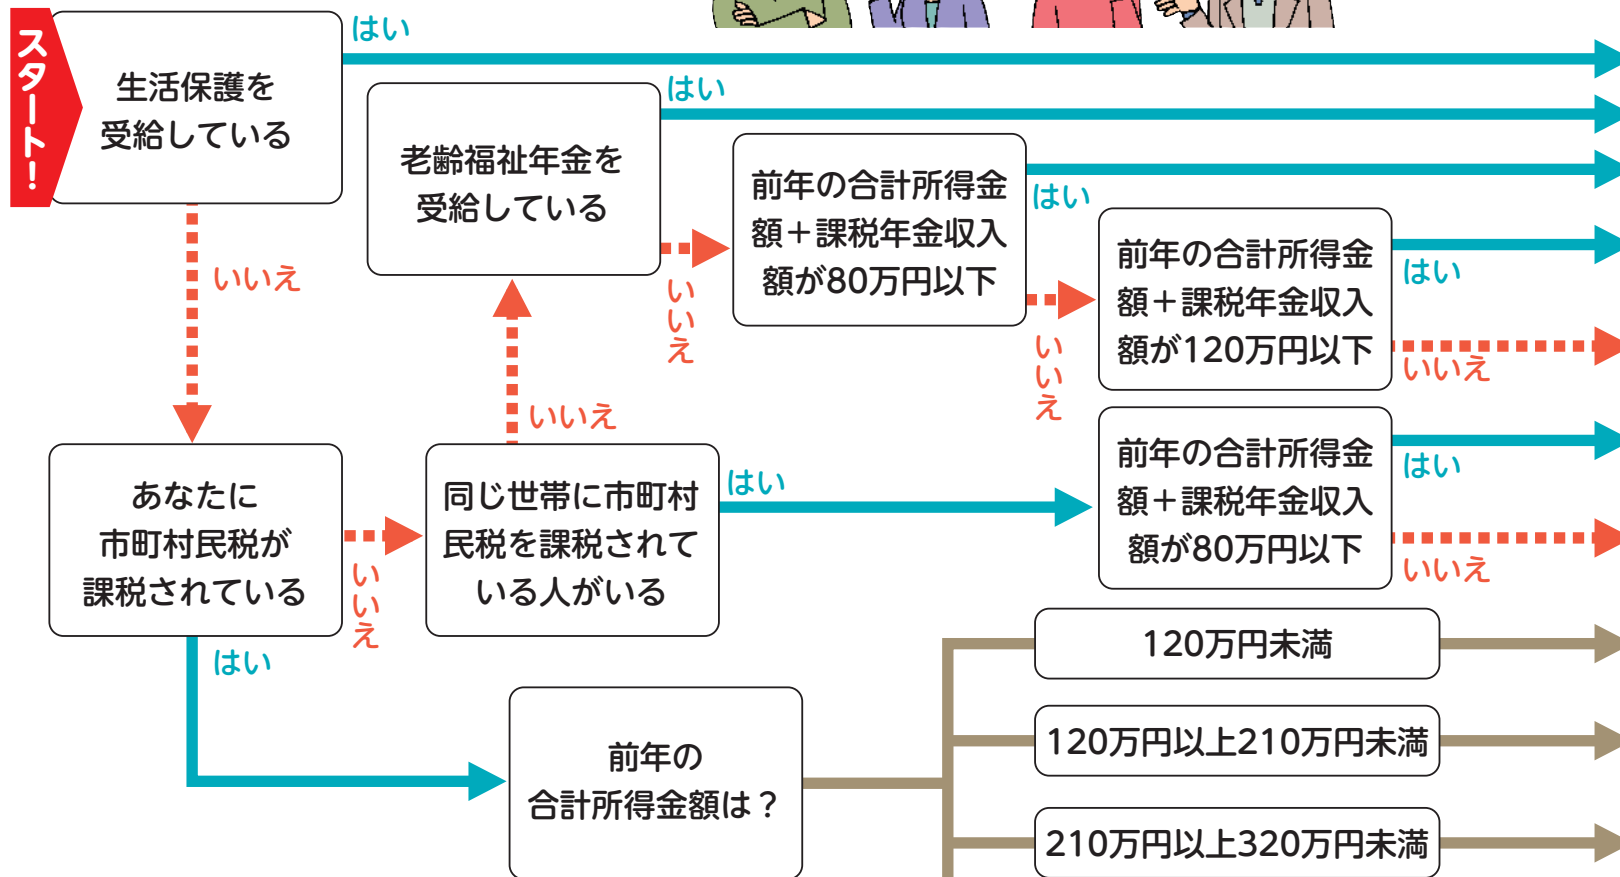 スタート！
生活保護を
受給している
はい
いいえ
老齢福祉年金を
受給している
はい
いいえ
前年の合計所得金
額＋課税年金収入
額が80万円以下
はい
いいえ
前年の合計所得金
額＋課税年金収入
額が120万円以下
はい
いいえ
あなたに
市町村民税が
課税されている
いいえ
はい
同じ世帯に市町村
民税を課税されて
いる人がいる
いいえ
はい
前年の合計所得金
額＋課税年金収入
額が80万円以下
はい
いいえ
前年の
合計所得金額は？
120万円未満
120万円以上210万円未満
210万円以上320万円未満